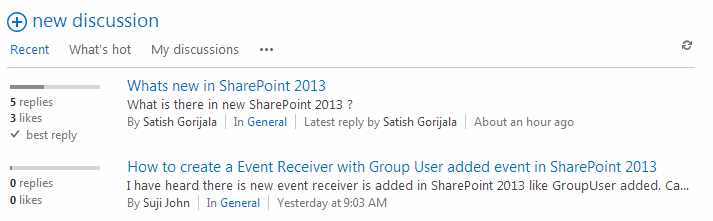 new discussion
Recent What's hot My discussions •••
Whats new in SharePoint 2013
5 replies
What is there in new SharePoint 2013 ?
3 likes
By Satish Gorijala | In General | Latest reply by Satish Gorijala | About an hour ago
best reply
How to create a Event Receiver with Group User added event in SharePoint 2013
0 replies
I have heard there is new event receiver is added in SharePoint 2013 like GroupUser added. Ca...
0 likes
By Suji John | In General | Yesterday at 9:03 AM